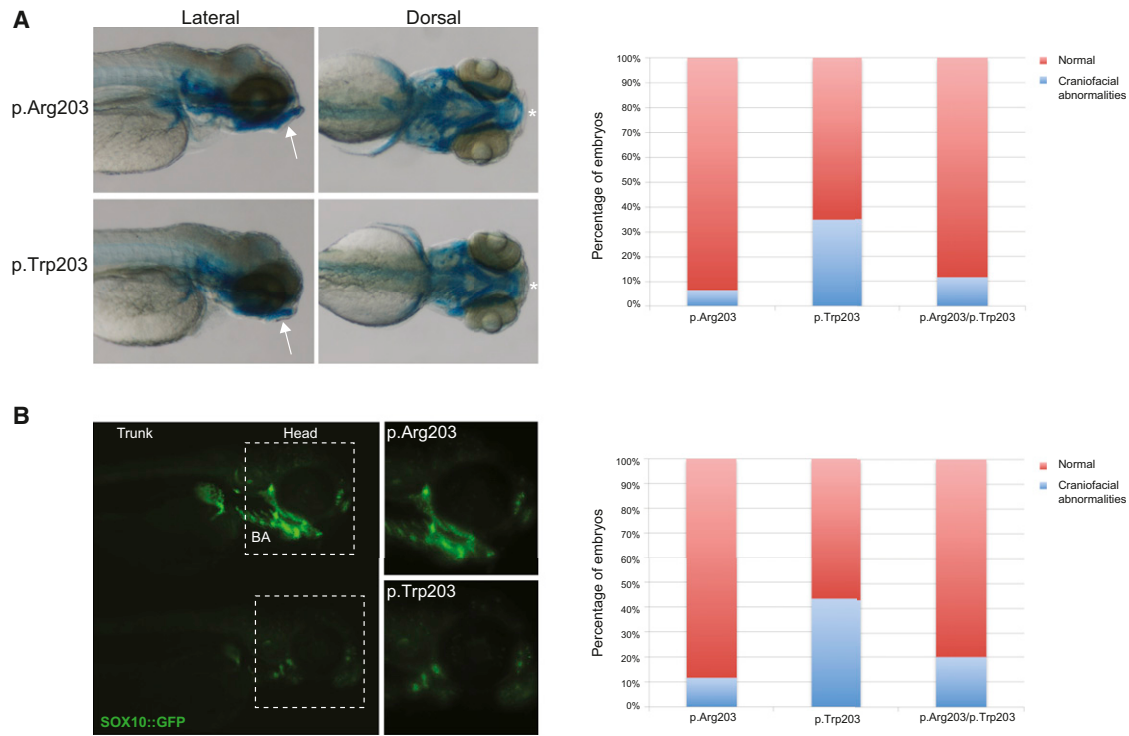 A
Lateral
Dorsal
p.Arg203
p.Trp203
*
*
Percentage of embryos
100%
90%
80%
70%
60%
50%
40%
30%
20%
10%
0%
p.Arg203
p.Trp203
p.Arg203/p.Trp203
Normal
Craniofacial
abnormalities
B
Trunk
Head
BA
SOX10::GFP
p.Arg203
p.Trp203
Percentage of embryos
100%
90%
80%
70%
60%
50%
40%
30%
20%
10%
0%
p.Arg203
p.Trp203
p.Arg203/p.Trp203
Normal
Craniofacial
abnormalities